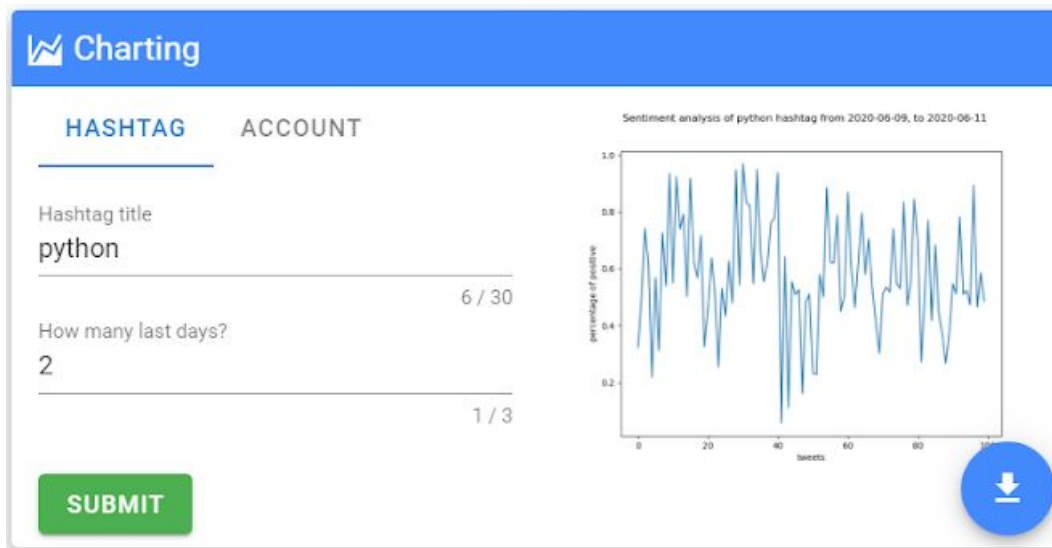 Charting
HASHTAG ACCOUNT
Hashtag title
python
6 / 30
How many last days?
2
1 / 3
SUBMIT
Sentiment analysis of python hashtag from 2020-06-09, to 2020-06-11
percentage of positive
1.0
0.8
0.6
0.4
0.2
0 20 40 60 80
tweets